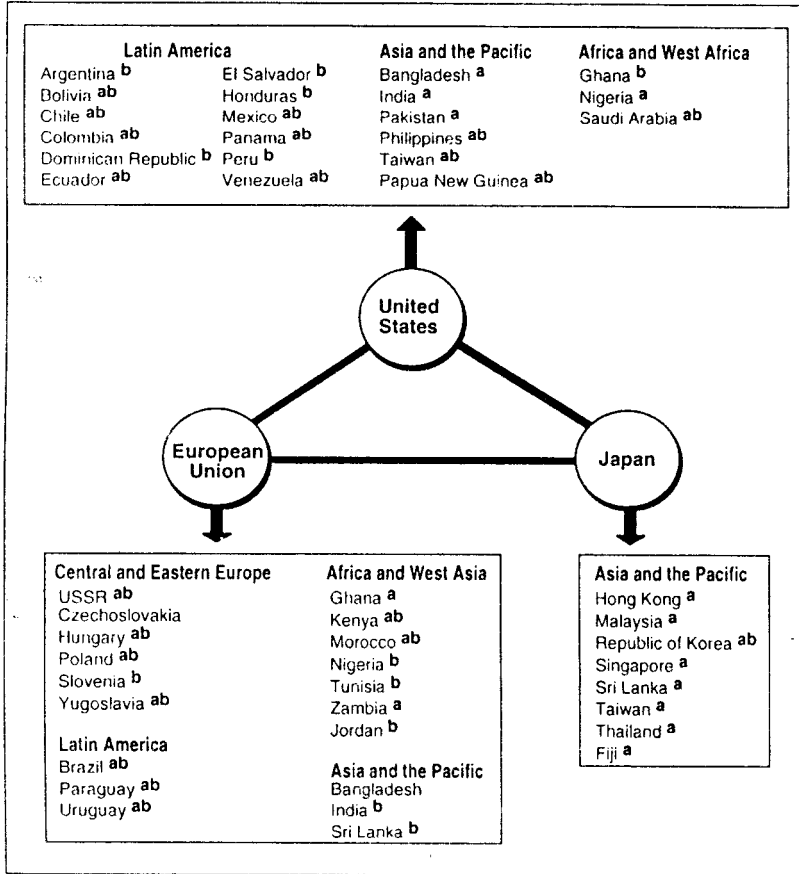 Latin America
Argentina b
Bolivia ab
Chile ab
Colombia ab
Dominican Republic b
Ecuador ab
El Salvador b
Honduras b
Mexico ab
Panama ab
Peru b
Venezuela ab
Asia and the Pacific
Bangladesh a
India a
Pakistan a
Philippines ab
Taiwan ab
Papua New Guinea ab
Africa and West Africa
Ghana b
Nigeria a
Saudi Arabia ab
United
States
European
Union
Japan
Central and Eastern Europe
USSR ab
Czechoslovakia
Hungary ab
Poland ab
Slovenia b
Yugoslavia ab
Latin America
Brazil ab
Paraguay ab
Uruguay ab
Africa and West Asia
Ghana a
Kenya ab
Morocco ab
Nigeria b
Tunisia b
Zambia a
Jordan b
Asia and the Pacific
Bangladesh
India b
Sri Lanka b
Asia and the Pacific
Hong Kong a
Malaysia a
Republic of Korea ab
Singapore a
Sri Lanka a
Taiwan a
Thailand a
Fiji a